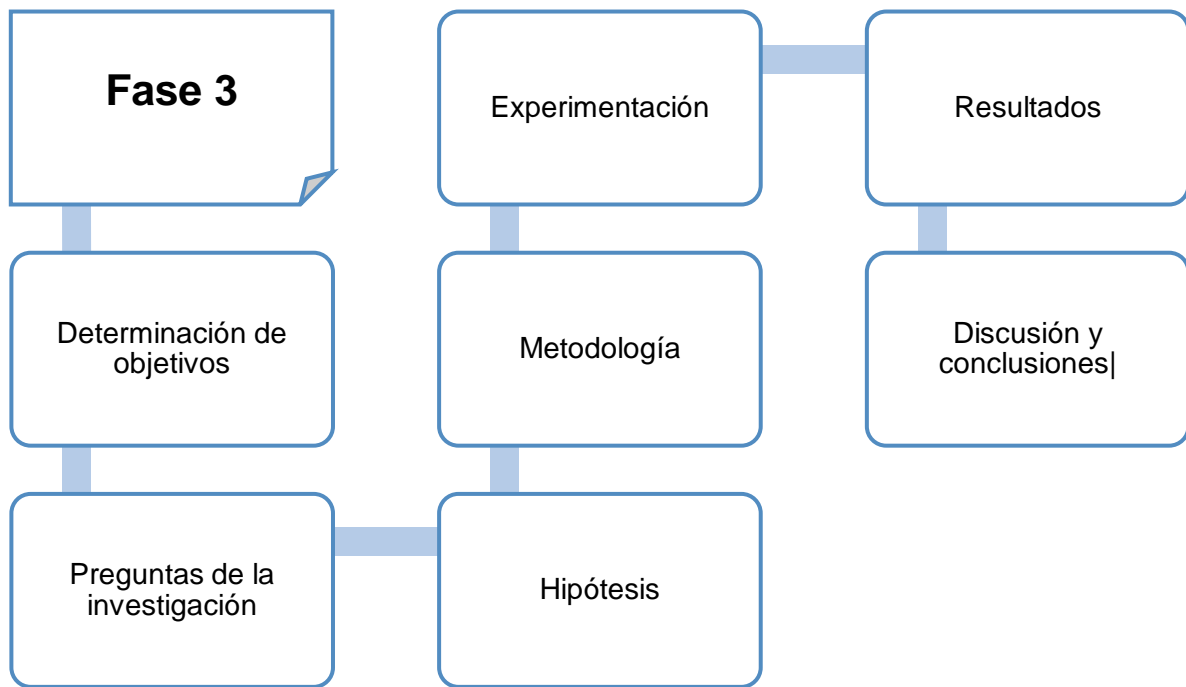 Fase 3
Determinación de
objetivos
Preguntas de la
investigación
Hipótesis
Metodología
Experimentación
Resultados
Discusión y
conclusiones|